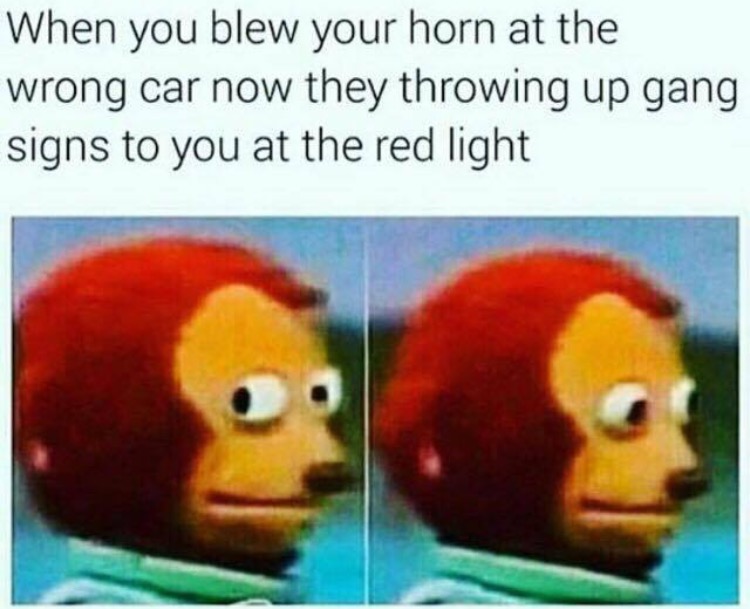 When you blew your horn at the
wrong car now they throwing up gang
signs to you at the red light